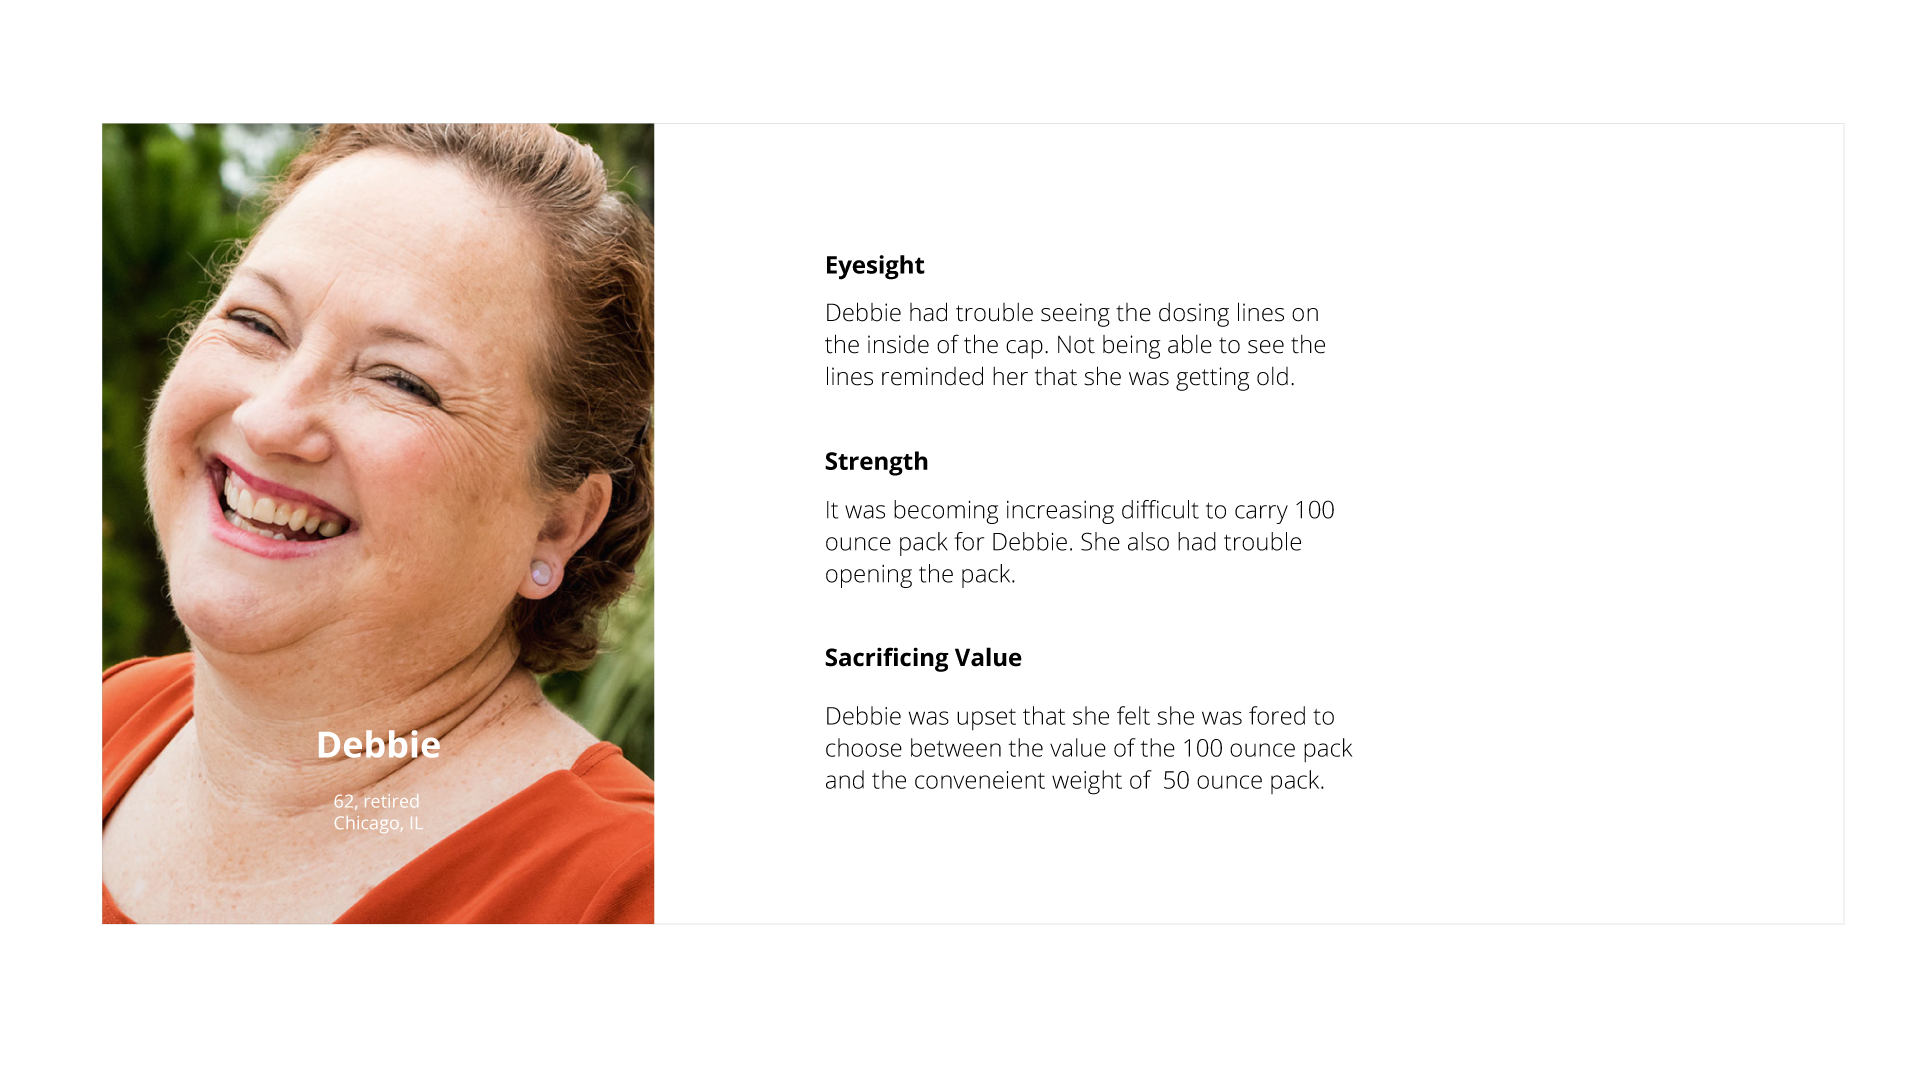 Debbie
62, retired
Chicago, IL
Eyesight
Debbie had trouble seeing the dosing lines on
the inside of the cap. Not being able to see the
lines reminded her that she was getting old.
Strength
It was becoming increasing difficult to carry 100
ounce pack for Debbie. She also had trouble
opening the pack.
Sacrificing Value
Debbie was upset that she felt she was fored to
choose between the value of the 100 ounce pack
and the conveneient weight of  50 ounce pack.